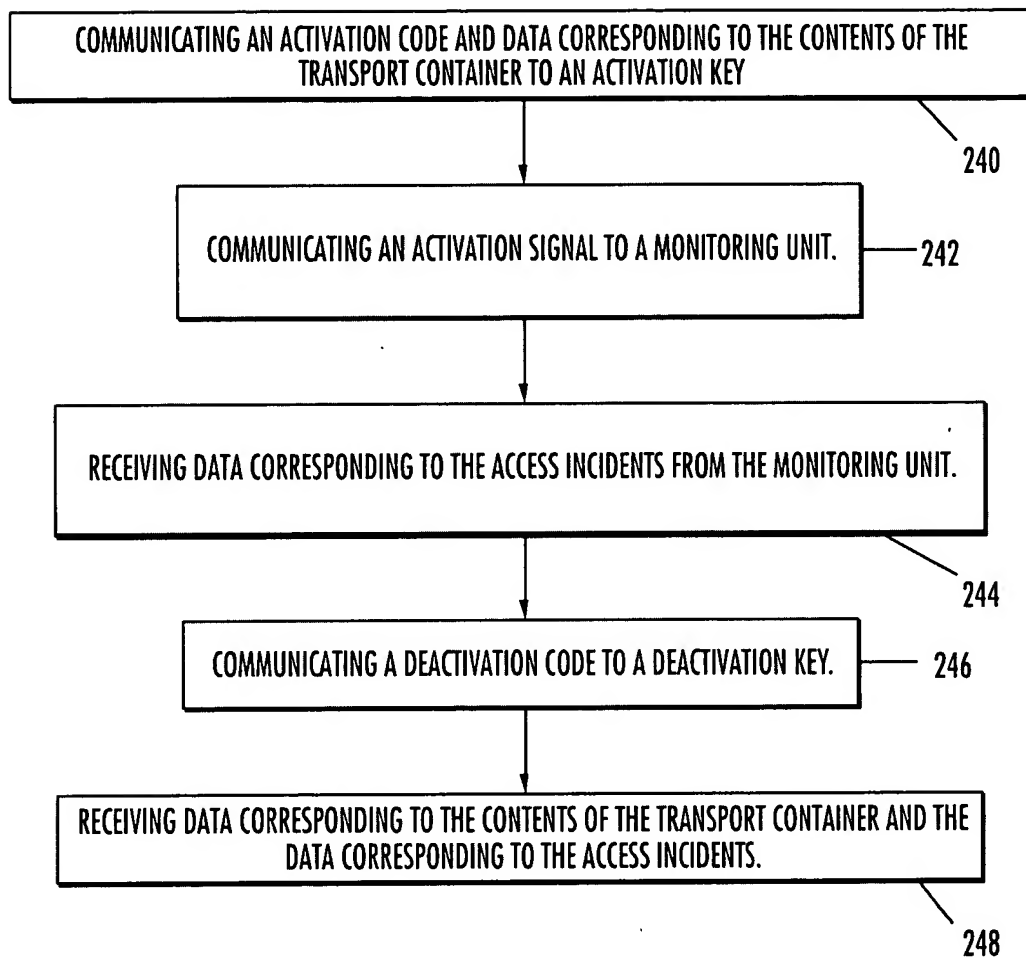 COMMUNICATING AN ACTIVATION CODE AND DATA CORRESPONDING TO THE CONTENTS OF THE
TRANSPORT CONTAINER TO AN ACTIVATION KEY
240
COMMUNICATING AN ACTIVATION SIGNAL TO A MONITORING UNIT.
242
RECEIVING DATA CORRESPONDING TO THE ACCESS INCIDENTS FROM THE MONITORING UNIT.
244
COMMUNICATING A DEACTIVATION CODE TO A DEACTIVATION KEY.
246
RECEIVING DATA CORRESPONDING TO THE CONTENTS OF THE TRANSPORT CONTAINER AND THE
DATA CORRESPONDING TO THE ACCESS INCIDENTS.
248